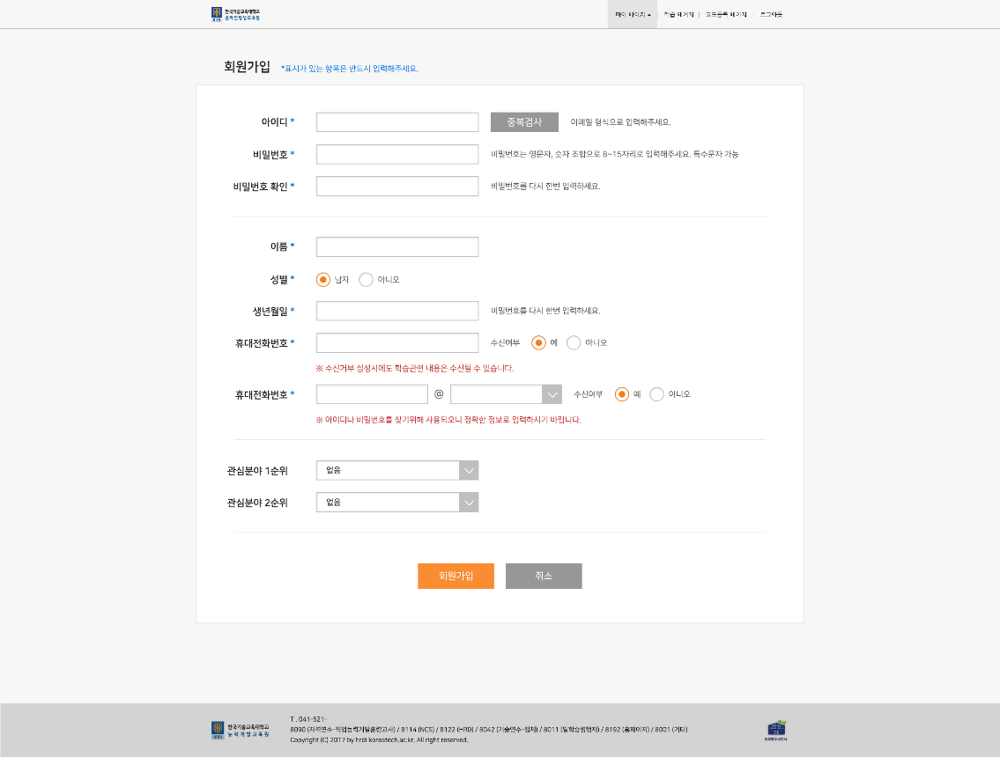 한국기술교육대학교
온라인평생교육원
마이 페이지 학습 페이지 코드등록 페이지 로그아웃
회원가입 *표시가 있는 항목은 반드시 입력해주세요.
아이디 * 중복검사 이메일 형식으로 입력해주세요.
비밀번호 * 비밀번호는 영문자, 숫자 조합으로 8~15자리로 입력해주세요. 특수문자 가능
비밀번호 확인 * 비밀번호를 다시 한번 입력하세요.
이름 *
성별 * 남자 아니오
생년월일 * 비밀번호를 다시 한번 입력하세요.
휴대전화번호 * 수신여부 예 아니오
※ 수신거부 설정시에도 학습관련 내용은 수신될 수 있습니다.
휴대전화번호 * @ 수신여부 예 아니오
※ 아이디나 비밀번호를 찾기위해 사용되오니 정확한 정보로 입력하시기 바랍니다.
관심분야 1순위 없음
관심분야 2순위 없음
회원가입 취소
한국기술교육대학교
능력개발교육원
HRDI
T . 041-521-
8090 (자격연수-직업능력개발훈련교사) / 8114 (NCS) / 8122 (HRD) / 8042 (기술연수-집체) / 8011 (일학습병행제) / 8192 (홈페이지) / 8001 (기타)
Copyright (C) 2017 by hrdi koreatech.ac.kr. All right reserved.